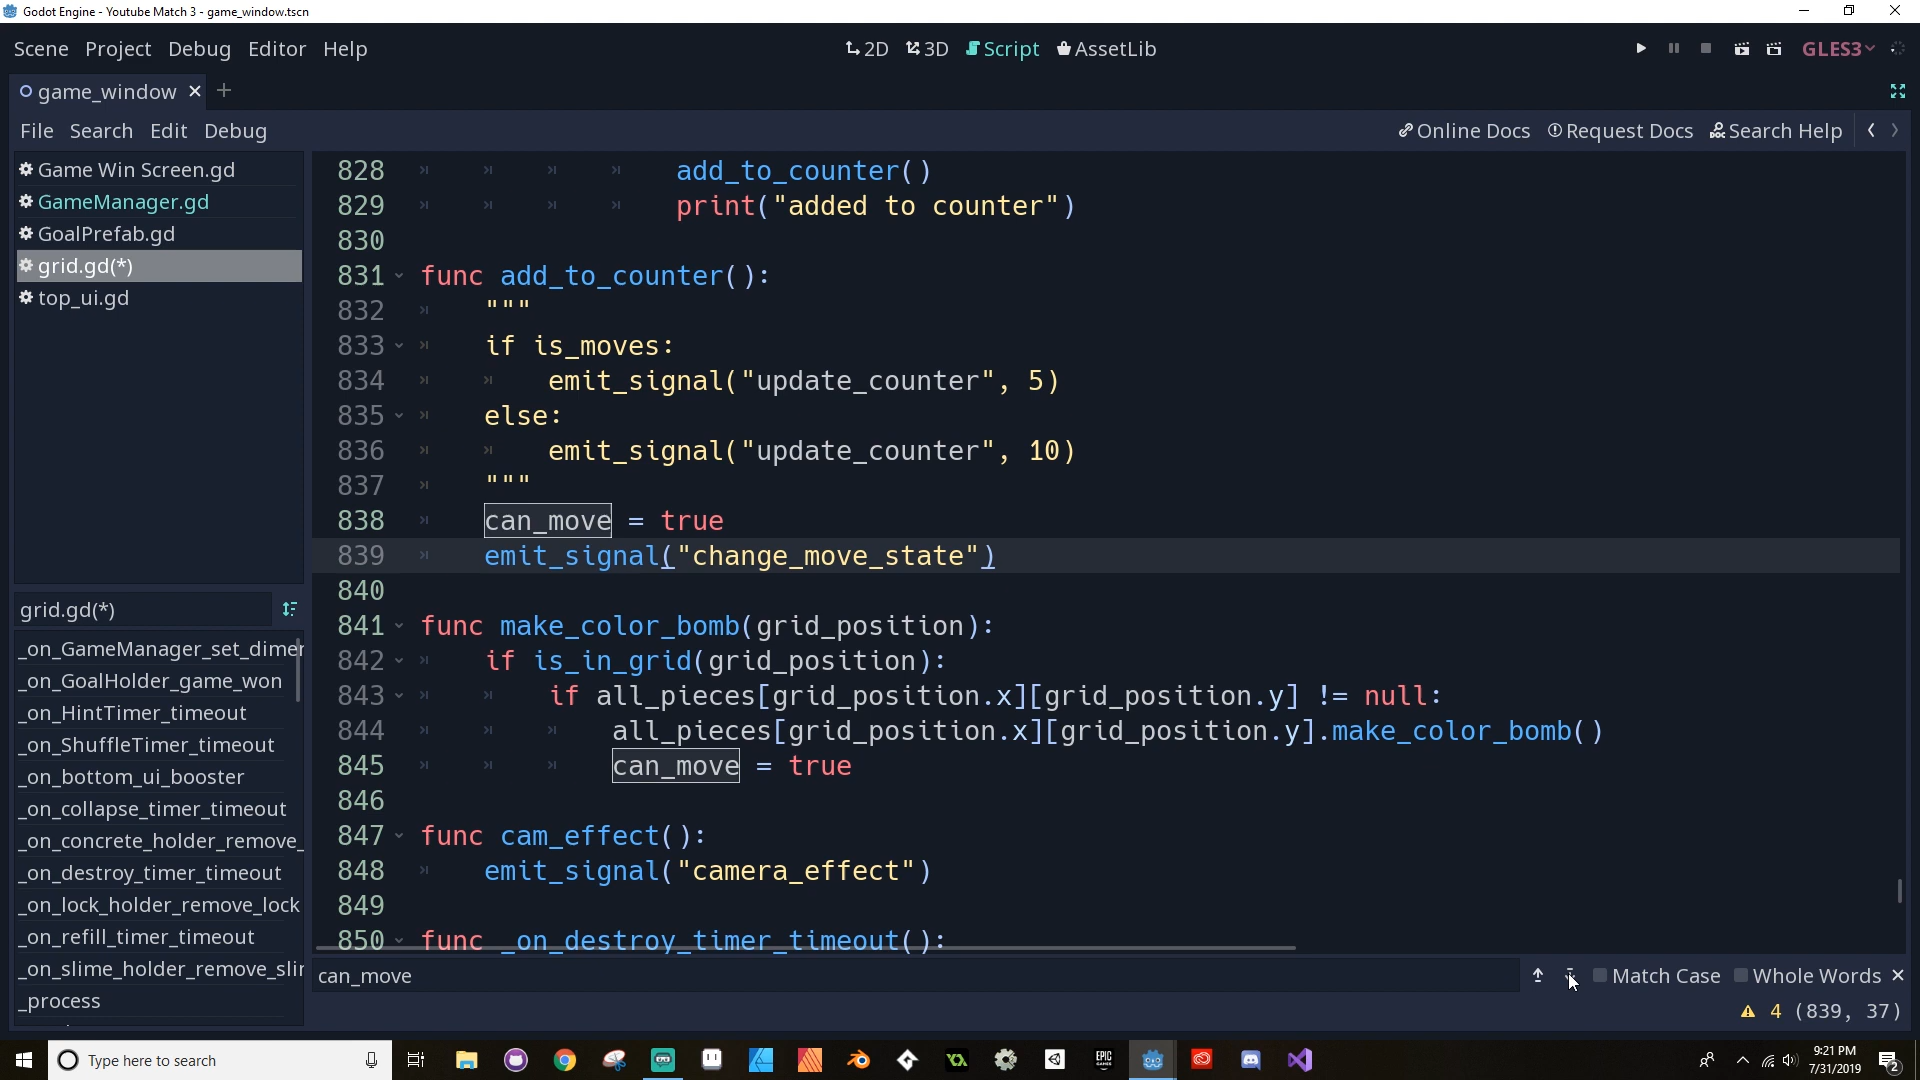 Godot Engine - Youtube Match 3 - game_window.tscn
Scene Project Debug Editor Help
2D 3D Script AssetLib
GLES3
game_window
File Search Edit Debug
Online Docs Request Docs Search Help
Game Win Screen.gd
GameManager.gd
GoalPrefab.gd
grid.gd(*)
top_ui.gd
grid.gd(*)
_on_GameManager_set_dimer
_on_GoalHolder_game_won
_on_HintTimer_timeout
_on_ShuffleTimer_timeout
_on_bottom_ui_booster
_on_collapse_timer_timeout
_on_concrete_holder_remove_
_on_destroy_timer_timeout
_on_lock_holder_remove_lock
_on_refill_timer_timeout
_on_slime_holder_remove_slir
_process
828 add_to_counter()
829 print("added to counter")
830
831 func add_to_counter():
832 """
833 if is_moves:
834 emit_signal("update_counter", 5)
835 else:
836 emit_signal("update_counter", 10)
837 """
838 can_move = true
839 emit_signal("change_move_state")
840
841 func make_color_bomb(grid_position):
842 if is_in_grid(grid_position):
843 if all_pieces[grid_position.x][grid_position.y] != null:
844 all_pieces[grid_position.x][grid_position.y].make_color_bomb()
845 can_move = true
846
847 func cam_effect():
848 emit_signal("camera_effect")
849
850 func _on_destroy_timer_timeout():
can_move
Match Case Whole Words
4 (839, 37)
Type here to search
EPIC GAMES
9:21 PM
7/31/2019
2